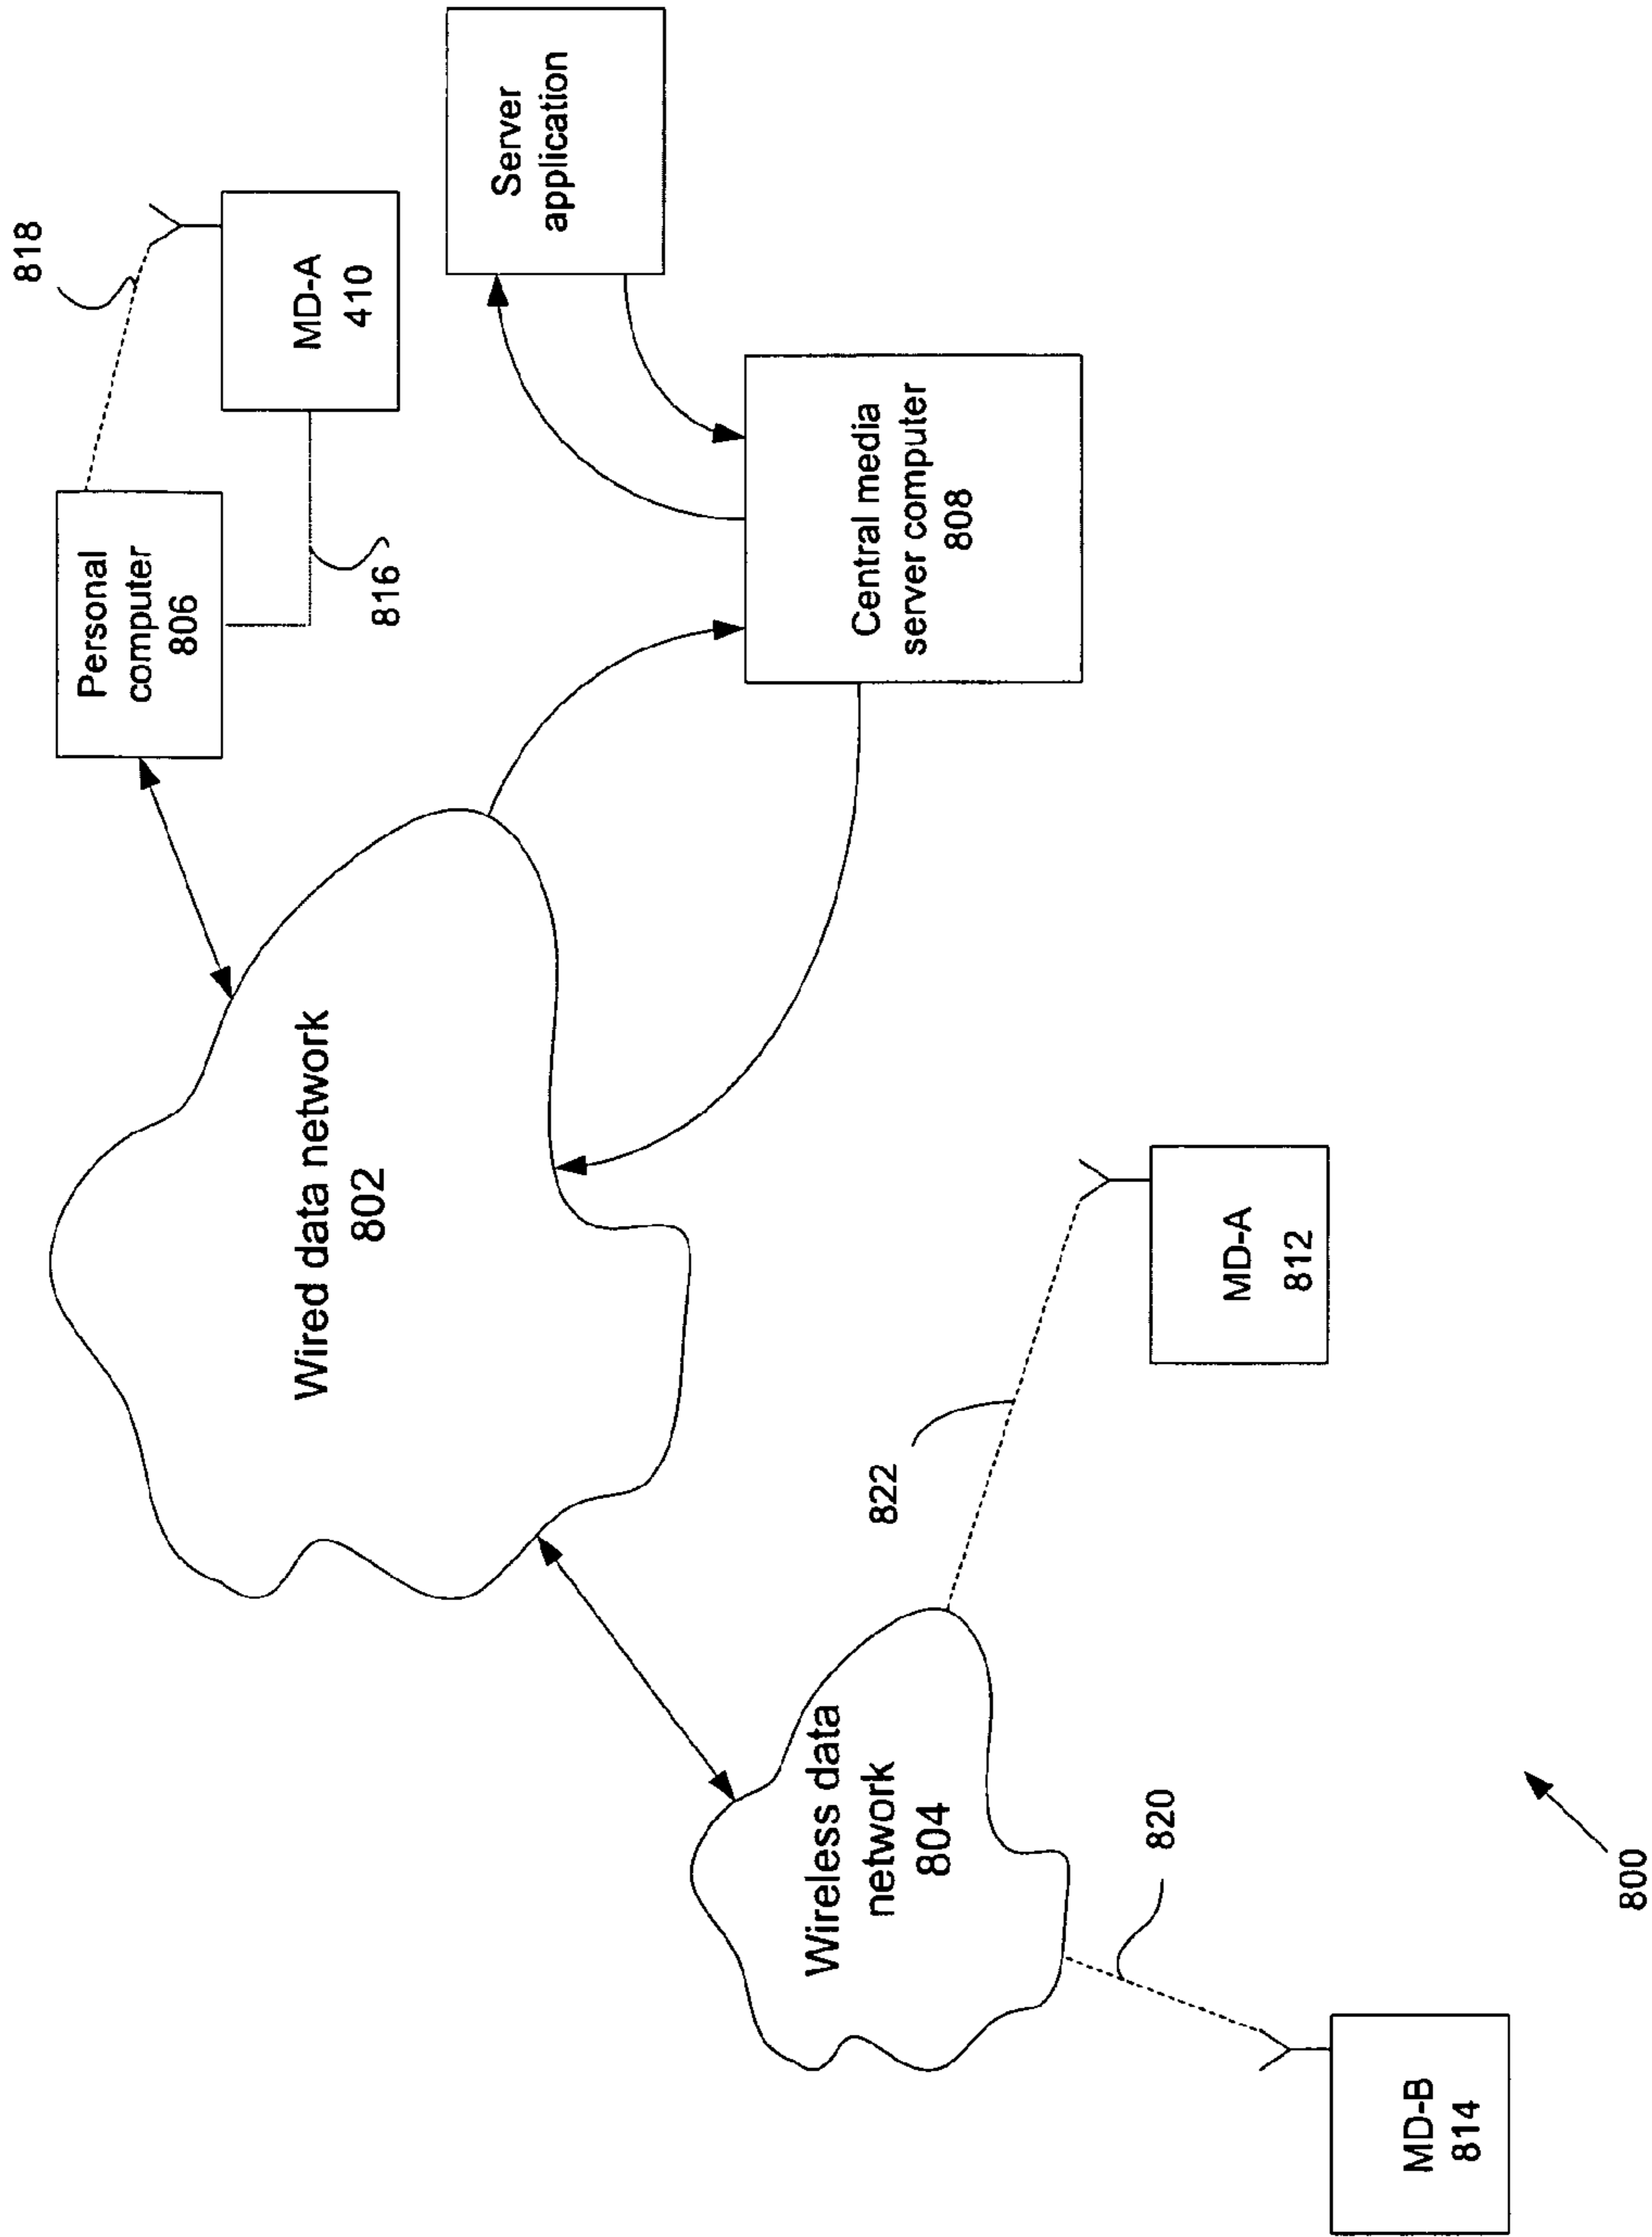 818
Personal
computer
806
MD-A
410
816
Server
application
Wired data network
802
Central media
server computer
808
Wireless data
network
804
822
MD-A
812
820
MD-B
814
800